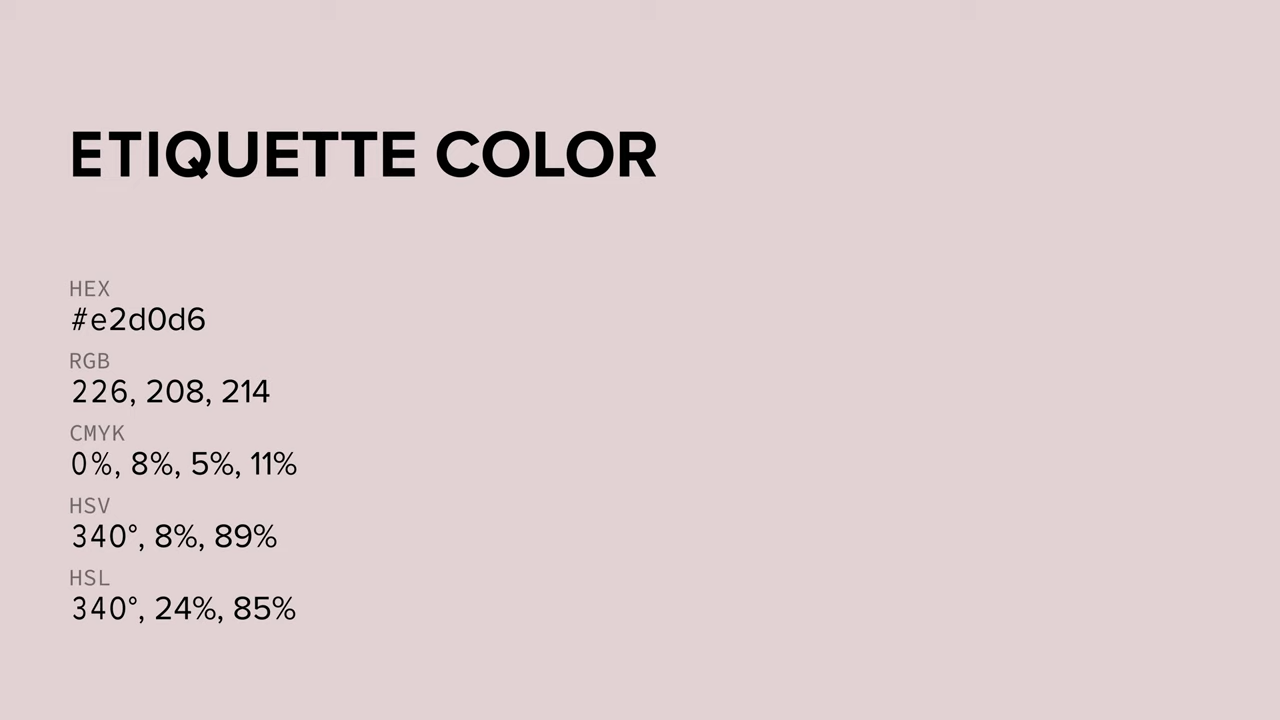 ETIQUETTE COLOR
HEX
#e2d0d6
RGB
226, 208, 214
CMYK
0%, 8%, 5%, 11%
HSV
340°, 8%, 89%
HSL
340°, 24%, 85%